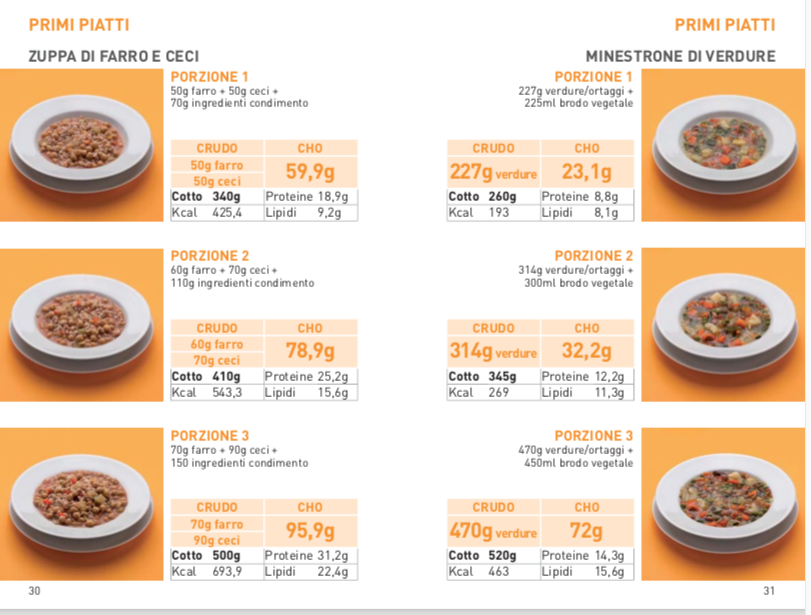 PRIMI PIATTI
ZUPPA DI FARRO E CECI
PORZIONE 1
50g farro + 50g ceci +
70g ingredienti condimento
CRUDO CHO
50g farro
50g ceci
59,9g
Cotto 340g Proteine 18,9g
Kcal 425,4 Lipidi 9,2g
PORZIONE 2
60g farro + 70g ceci +
110g ingredienti condimento
CRUDO CHO
60g farro
70g ceci
78,9g
Cotto 410g Proteine 25,2g
Kcal 543,3 Lipidi 15,6g
PORZIONE 3
70g farro + 90g ceci +
150 ingredienti condimento
CRUDO CHO
70g farro
90g ceci
95,9g
Cotto 500g Proteine 31,2g
Kcal 693,9 Lipidi 22,4g
30
PRIMI PIATTI
MINESTRONE DI VERDURE
PORZIONE 1
227g verdure/ortaggi +
225ml brodo vegetale
CRUDO CHO
227g verdure 23,1g
Cotto 260g Proteine 8,8g
Kcal 193 Lipidi 8,1g
PORZIONE 2
314g verdure/ortaggi +
300ml brodo vegetale
CRUDO CHO
314g verdure 32,2g
Cotto 345g Proteine 12,2g
Kcal 269 Lipidi 11,3g
PORZIONE 3
470g verdure/ortaggi +
450ml brodo vegetale
CRUDO CHO
470g verdure 72g
Cotto 520g Proteine 14,3g
Kcal 463 Lipidi 15,6g
31